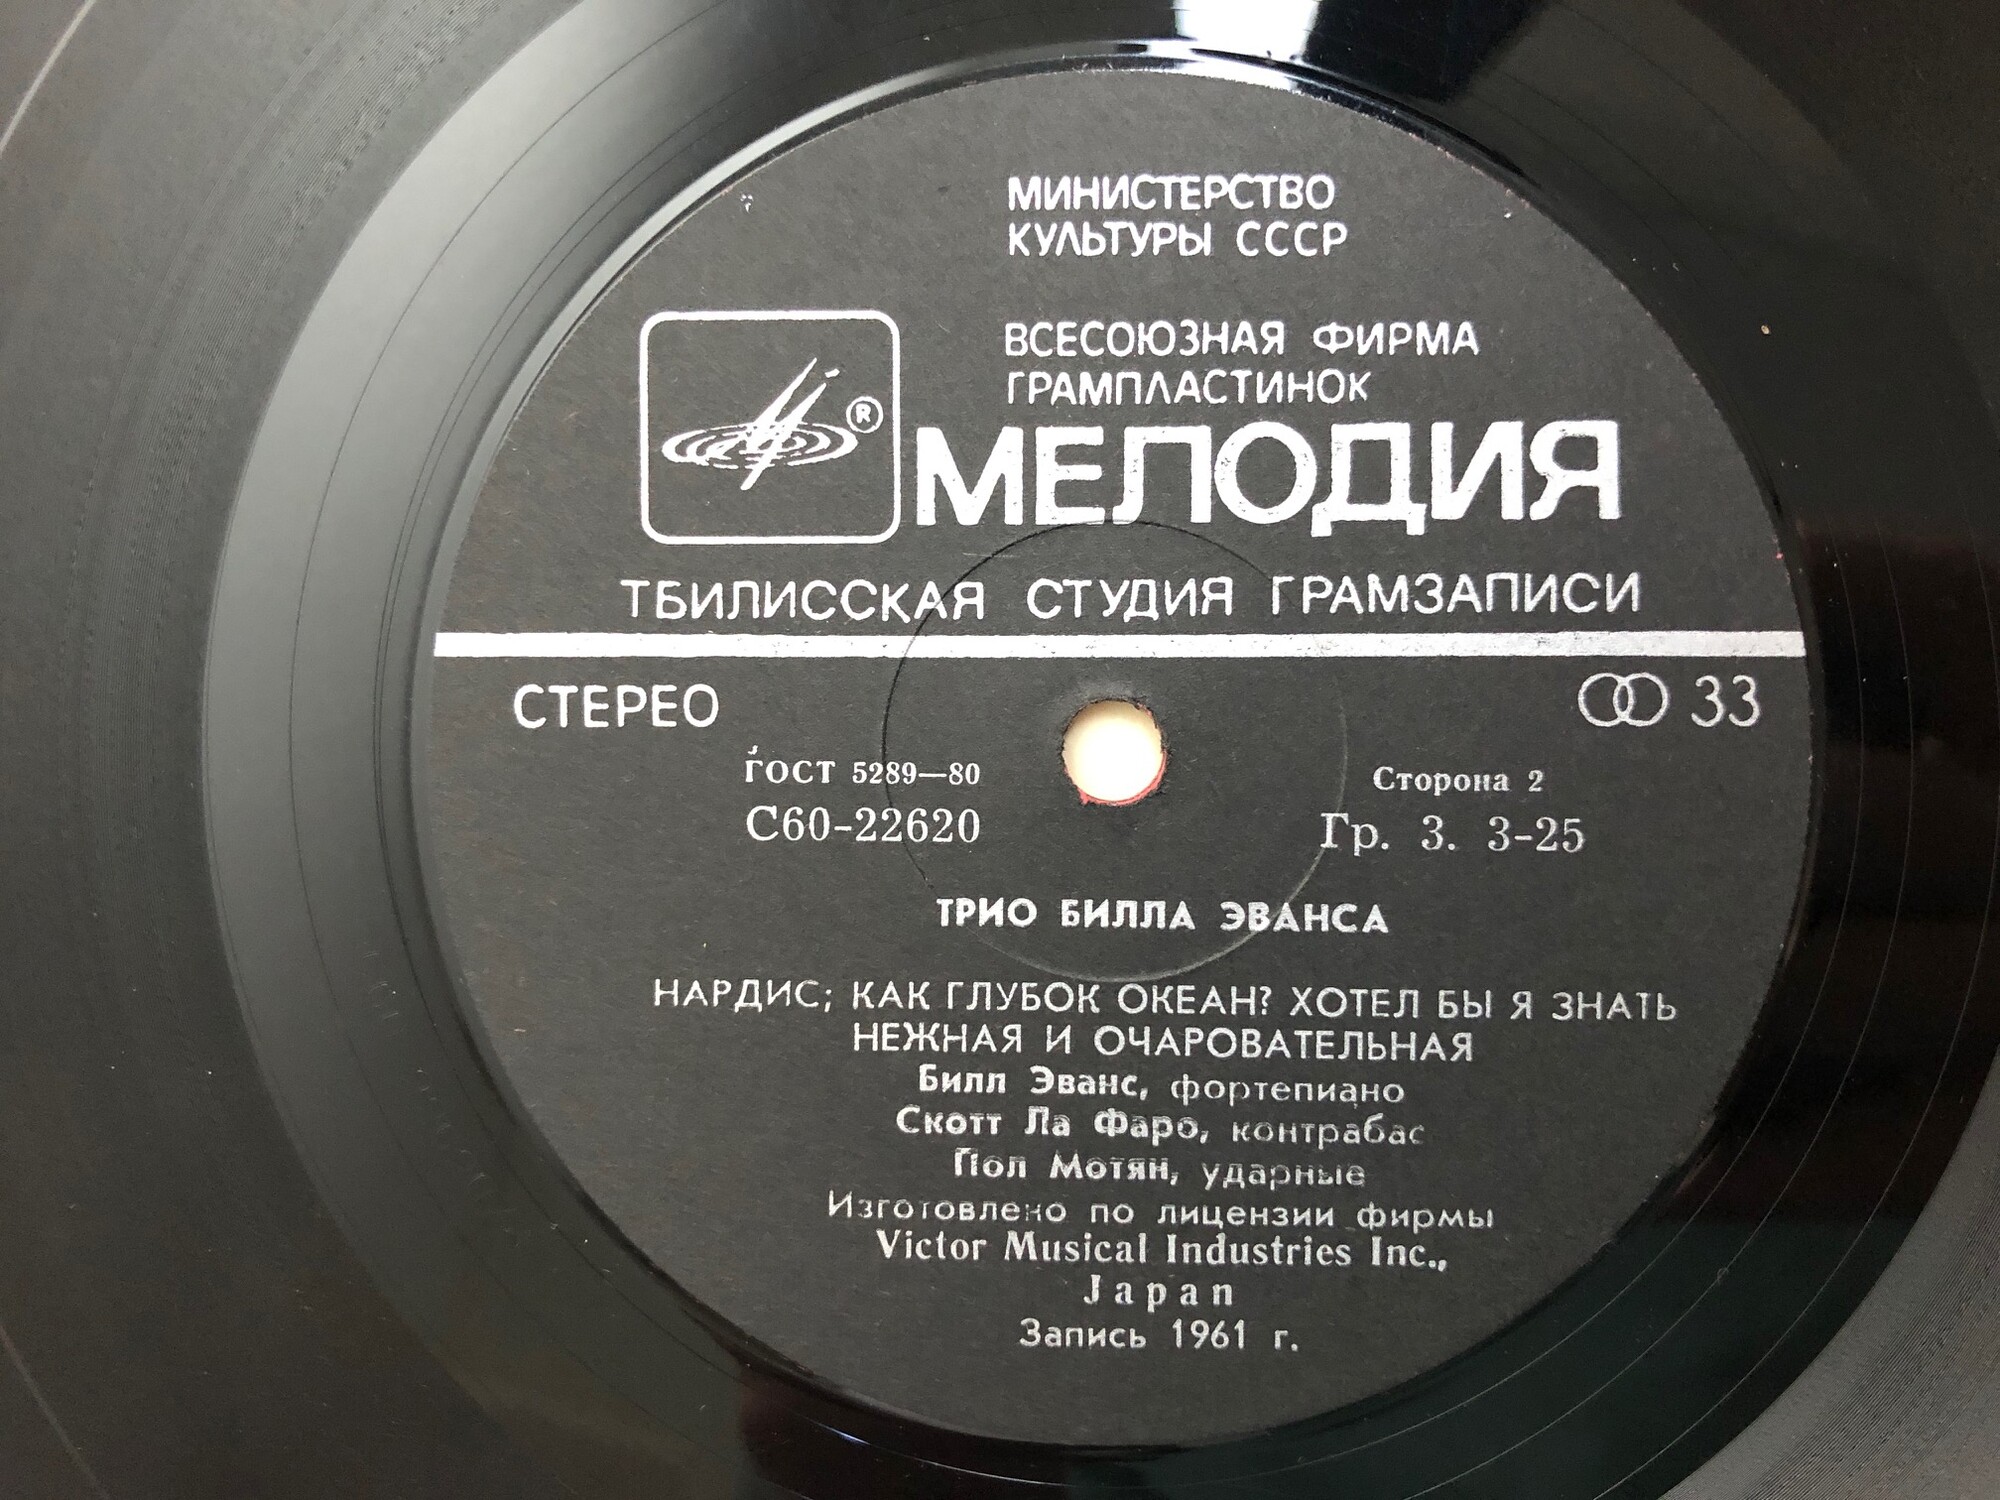 МИНИСТЕРСТВО
КУЛЬТУРЫ СССР
ВСЕСОЮЗНАЯ ФИРМА
ГРАМПЛАСТИНОК
®
МЕЛОДИЯ
ТБИЛИССКАЯ СТУДИЯ ГРАМЗАПИСИ
СТЕРЕО
33
ГОСТ 5289—80
Сторона 2
С60-22620
Гр. 3. 3-25
ТРИО БИЛЛА ЭВАНСА
НАРДИС; КАК ГЛУБОК ОКЕАН? ХОТЕЛ БЫ Я ЗНАТЬ
НЕЖНАЯ И ОЧАРОВАТЕЛЬНАЯ
Билл Эванс, фортепиано
Скотт Ла Фаро, контрабас
Пол Мотян, ударные
Изготовлено по лицензии фирмы
Victor Musical Industries Inc.,
Japan
Запись 1961 г.